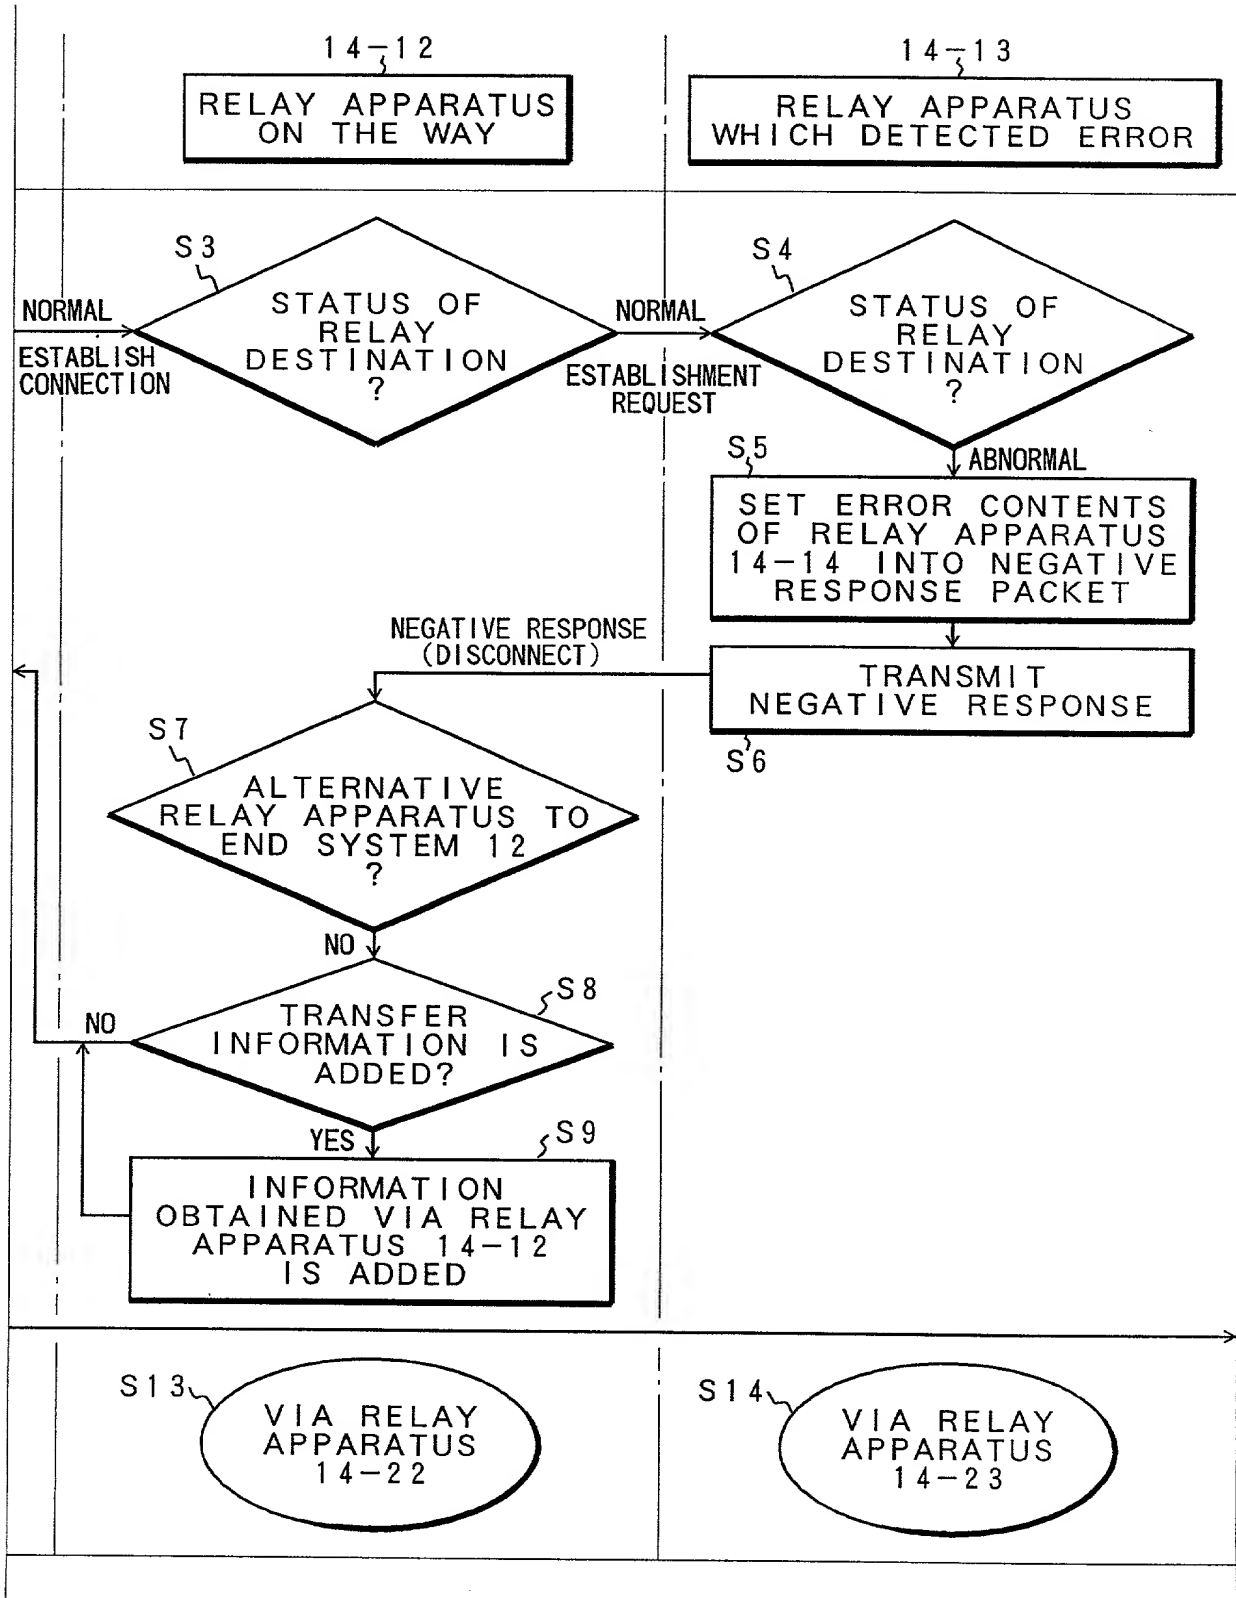 14-12
RELAY APPARATUS
ON THE WAY
14-13
RELAY APPARATUS
WHICH DETECTED ERROR
S3
STATUS OF
RELAY
DESTINATION
?
NORMAL
ESTABLISH
CONNECTION
NORMAL
ESTABLISHMENT
REQUEST
S4
STATUS OF
RELAY
DESTINATION
?
ABNORMAL
S5
SET ERROR CONTENTS
OF RELAY APPARATUS
14-14 INTO NEGATIVE
RESPONSE PACKET
NEGATIVE RESPONSE
(DISCONNECT)
TRANSMIT
NEGATIVE RESPONSE
S6
S7
ALTERNATIVE
RELAY APPARATUS TO
END SYSTEM 12
?
NO
S8
TRANSFER
INFORMATION IS
ADDED?
NO
YES
S9
INFORMATION
OBTAINED VIA RELAY
APPARATUS 14-12
IS ADDED
S13
VIA RELAY
APPARATUS
14-22
S14
VIA RELAY
APPARATUS
14-23